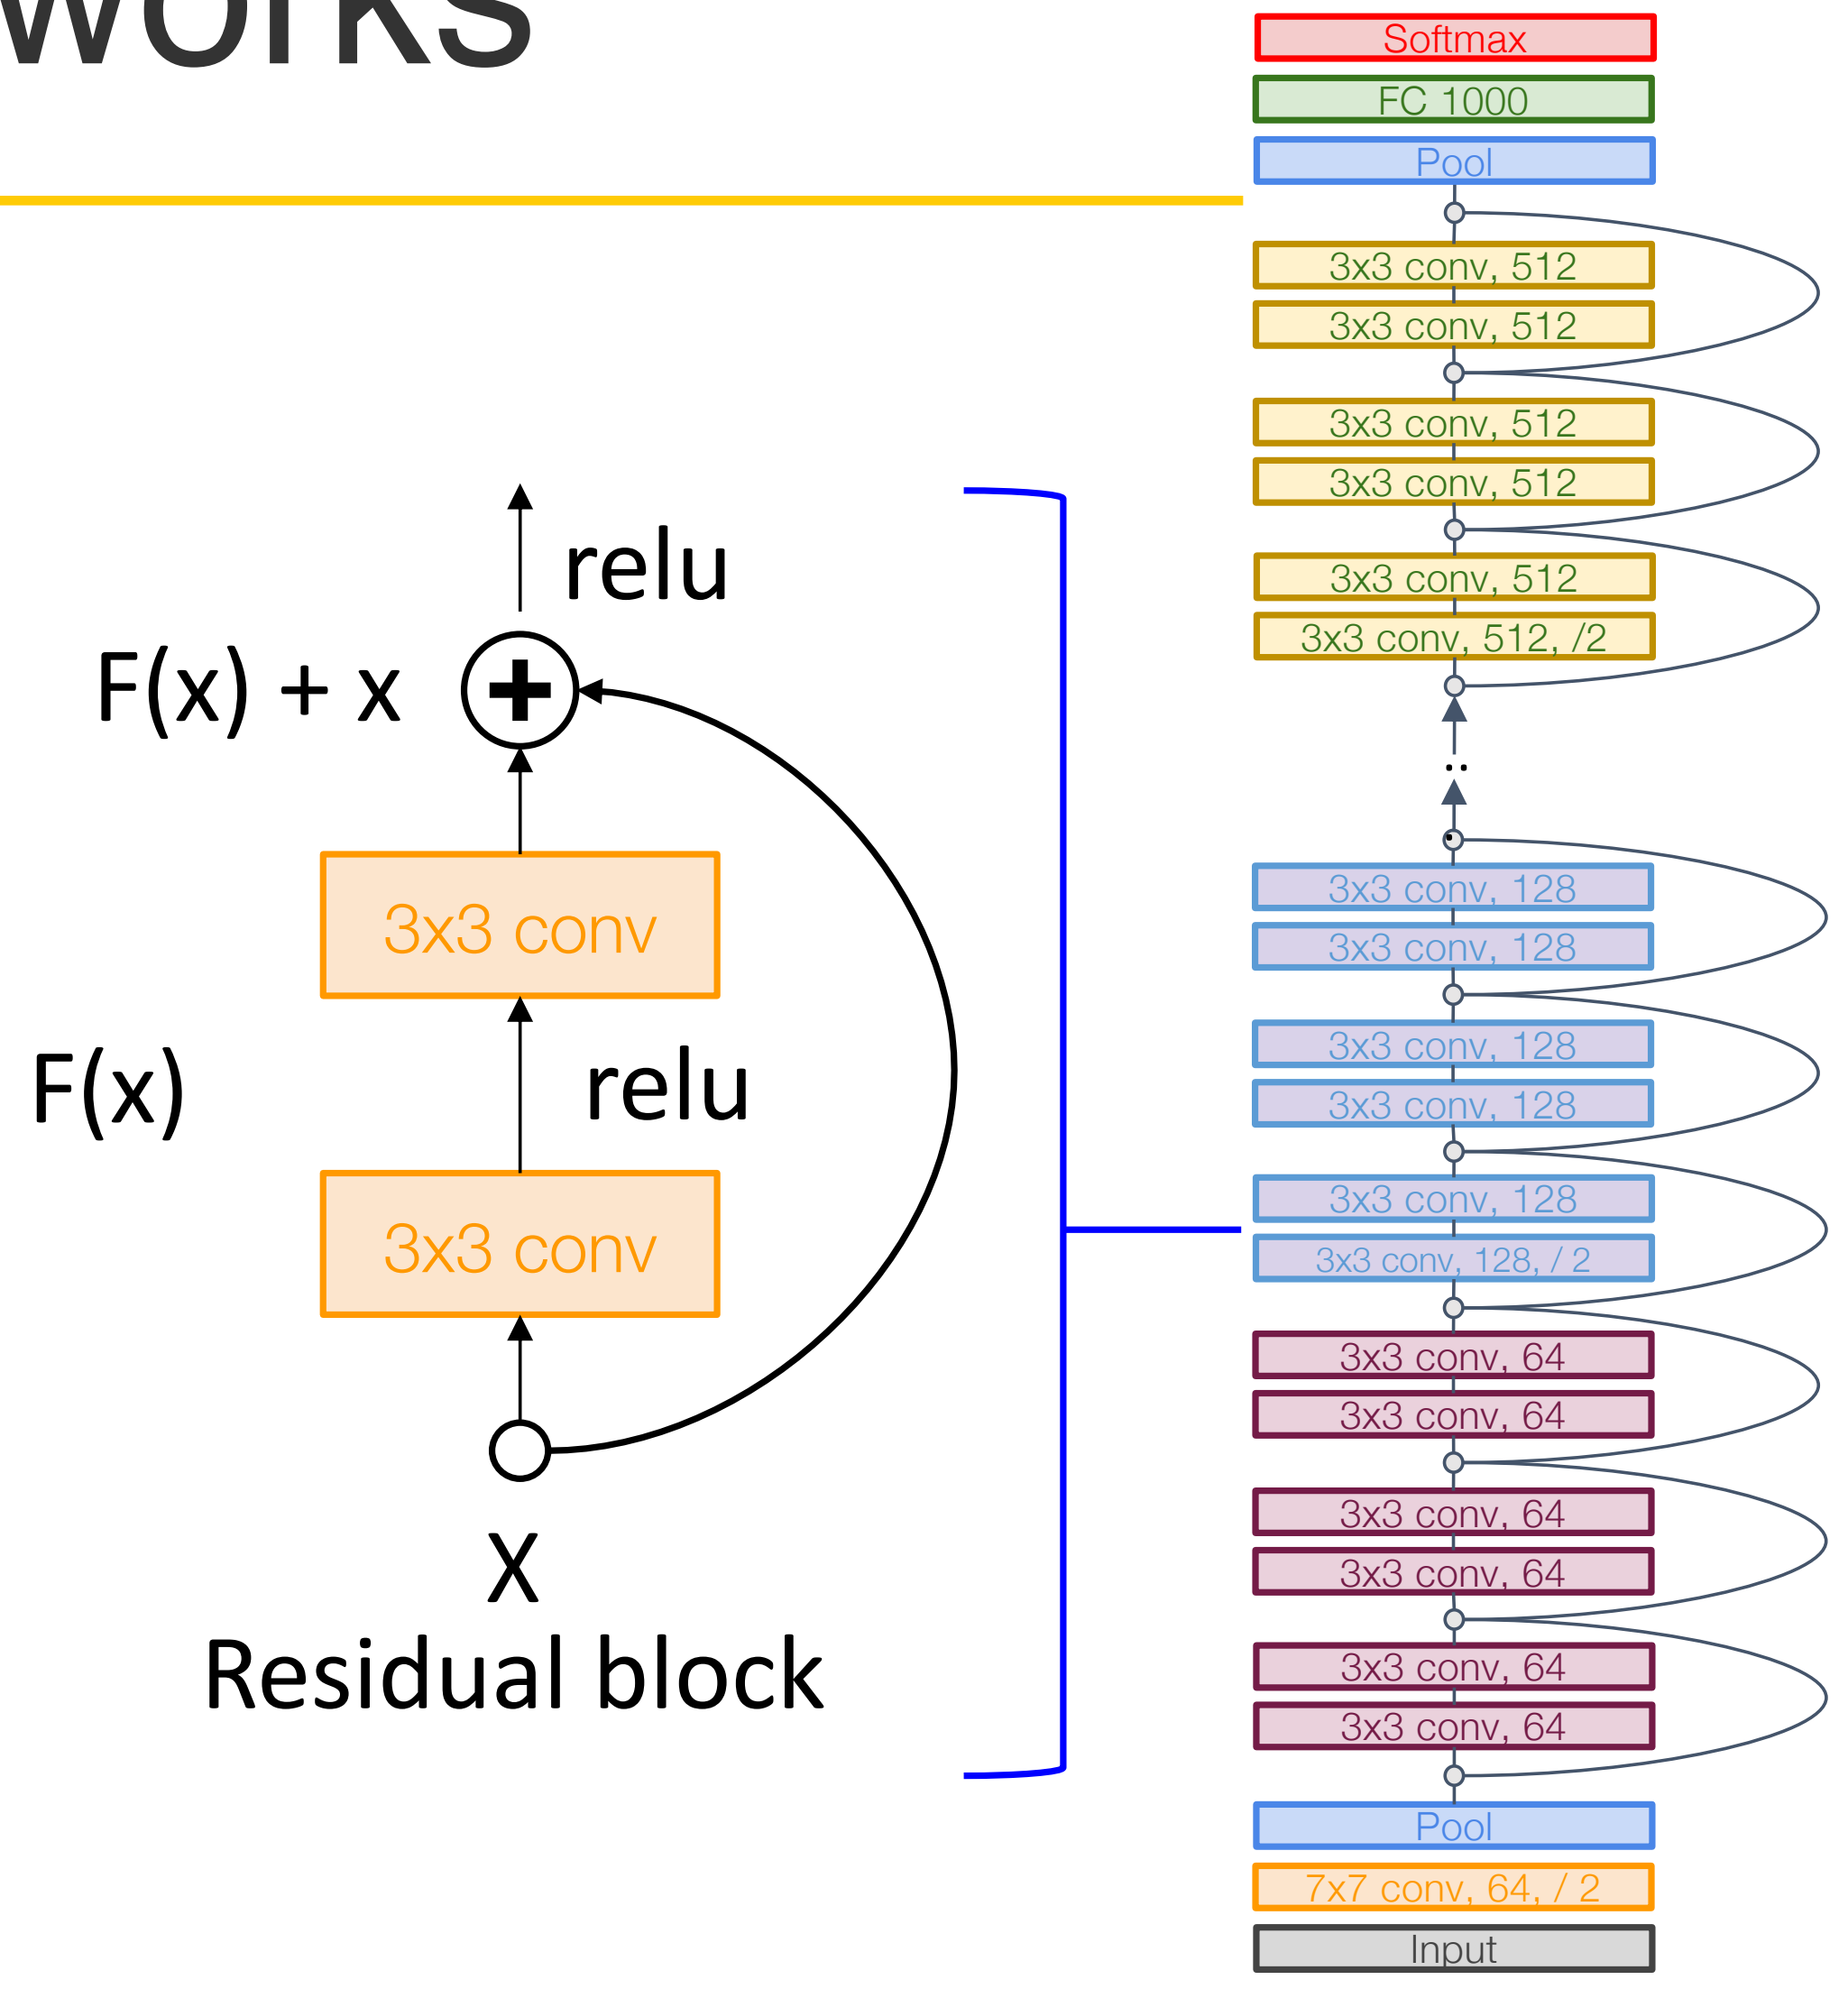 works
relu
F(x) + x
3x3 conv
F(x)
relu
3x3 conv
X
Residual block
Softmax
FC 1000
Pool
3x3 conv, 512
3x3 conv, 512
3x3 conv, 512
3x3 conv, 512
3x3 conv, 512
3x3 conv, 512, /2
..
.
3x3 conv, 128
3x3 conv, 128
3x3 conv, 128
3x3 conv, 128
3x3 conv, 128
3x3 conv, 128, / 2
3x3 conv, 64
3x3 conv, 64
3x3 conv, 64
3x3 conv, 64
3x3 conv, 64
3x3 conv, 64
Pool
7x7 conv, 64, / 2
Input